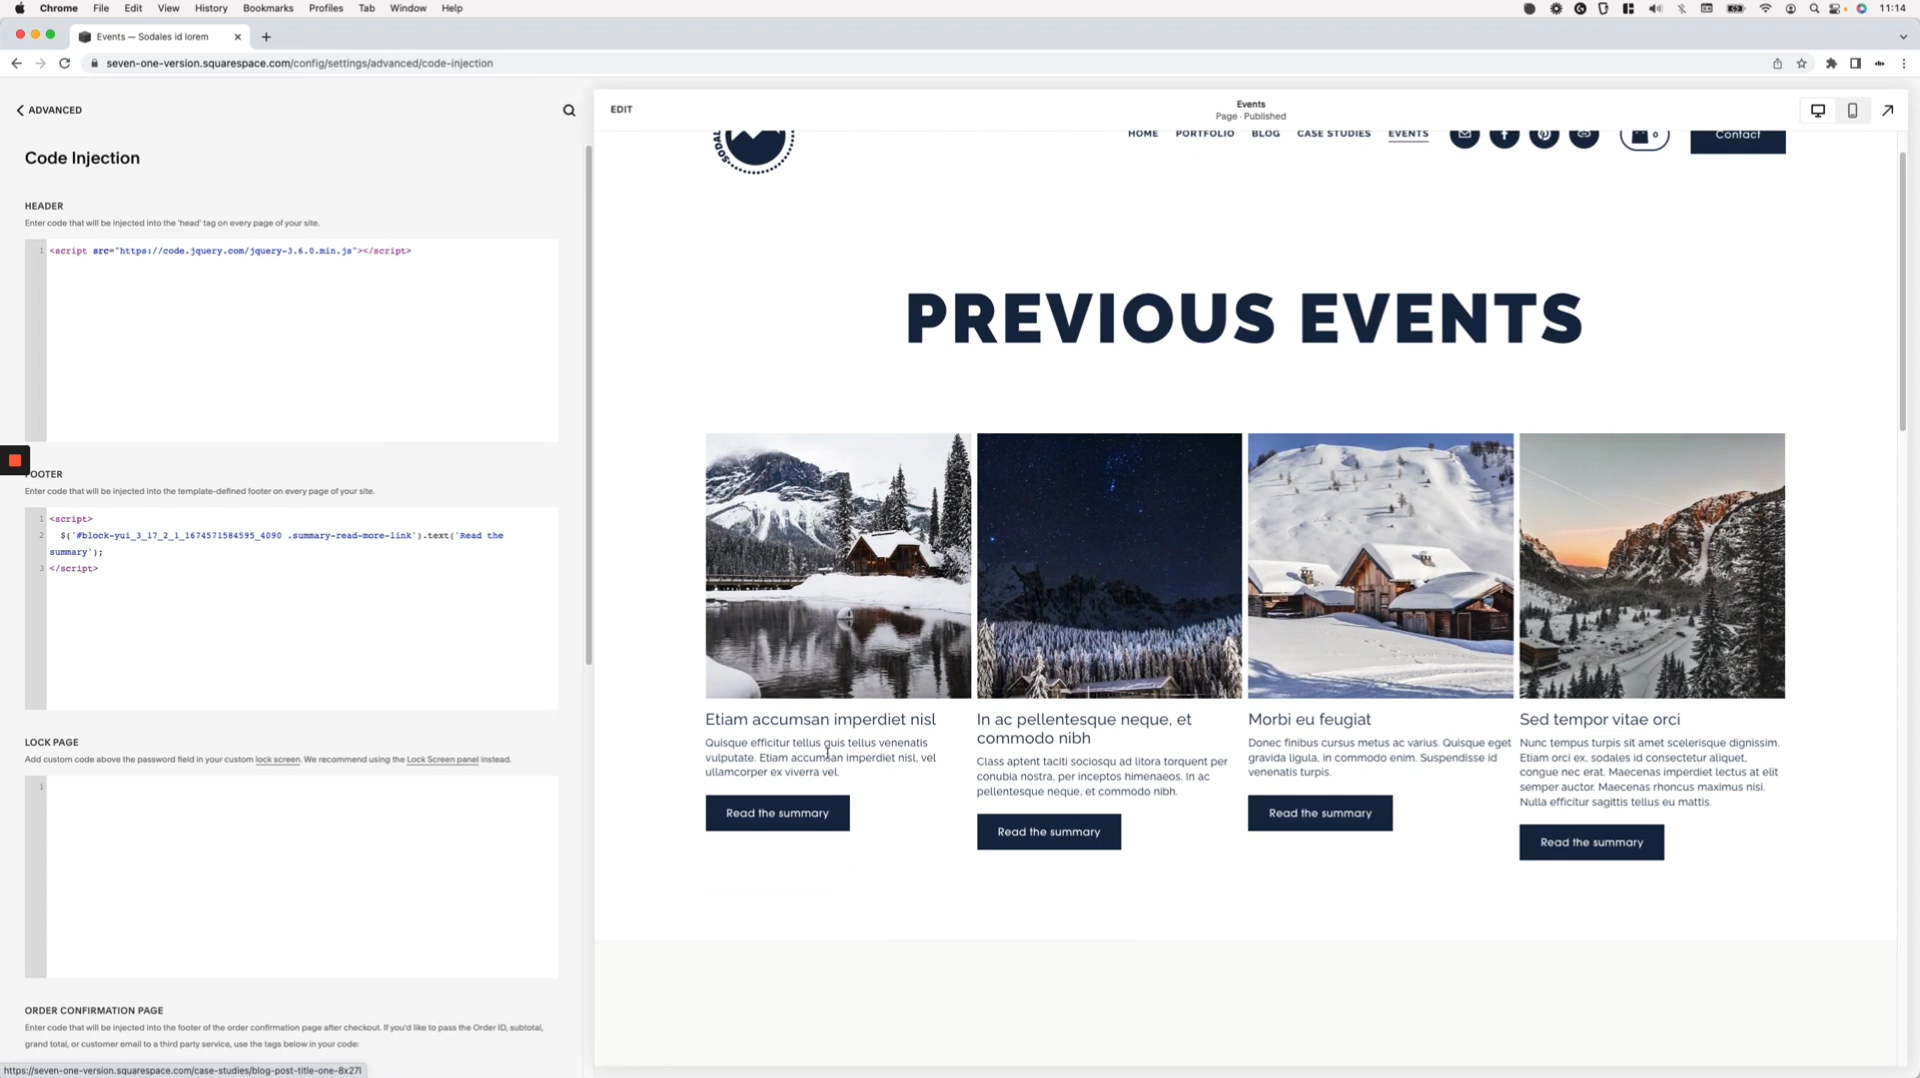 Chrome File Edit View History Bookmarks Profiles Tab Window Help 11:14
Events — Sodales id lorem
seven-one-version.squarespace.com/config/settings/advanced/code-injection
ADVANCED
Code Injection
HEADER
Enter code that will be injected into the 'head' tag on every page of your site.
1 <script src="https://code.jquery.com/jquery-3.6.0.min.js"></script>
FOOTER
Enter code that will be injected into the template-defined footer on every page of your site.
1 <script>
2 $('#block-yui_3_17_2_1_1674571584595_4090 .summary-read-more-link').text('Read the
summary');
3 </script>
LOCK PAGE
Add custom code above the password field in your custom lock screen. We recommend using the Lock Screen panel instead.
1
ORDER CONFIRMATION PAGE
Enter code that will be injected into the footer of the order confirmation page after checkout. If you'd like to pass the Order ID, subtotal,
grand total, or customer email to a third party service, use the tags below in your code:
https://seven-one-version.squarespace.com/case-studies/blog-post-title-one-8x27l
EDIT
Events
Page · Published
SODAL
HOME PORTFOLIO BLOG CASE STUDIES EVENTS
0
Contact
PREVIOUS EVENTS
Etiam accumsan imperdiet nisl
Quisque efficitur tellus quis tellus venenatis
vulputate. Etiam accumsan imperdiet nisl, vel
ullamcorper ex viverra vel.
Read the summary
In ac pellentesque neque, et
commodo nibh
Class aptent taciti sociosqu ad litora torquent per
conubia nostra, per inceptos himenaeos. In ac
pellentesque neque, et commodo nibh.
Read the summary
Morbi eu feugiat
Donec finibus cursus metus ac varius. Quisque eget
gravida ligula, in commodo enim. Suspendisse id
venenatis turpis.
Read the summary
Sed tempor vitae orci
Nunc tempus turpis sit amet scelerisque dignissim.
Etiam orci ex, sodales id consectetur aliquet,
congue nec erat. Maecenas imperdiet lectus at elit
semper auctor. Maecenas rhoncus maximus nisi.
Nulla efficitur sagittis tellus eu mattis.
Read the summary